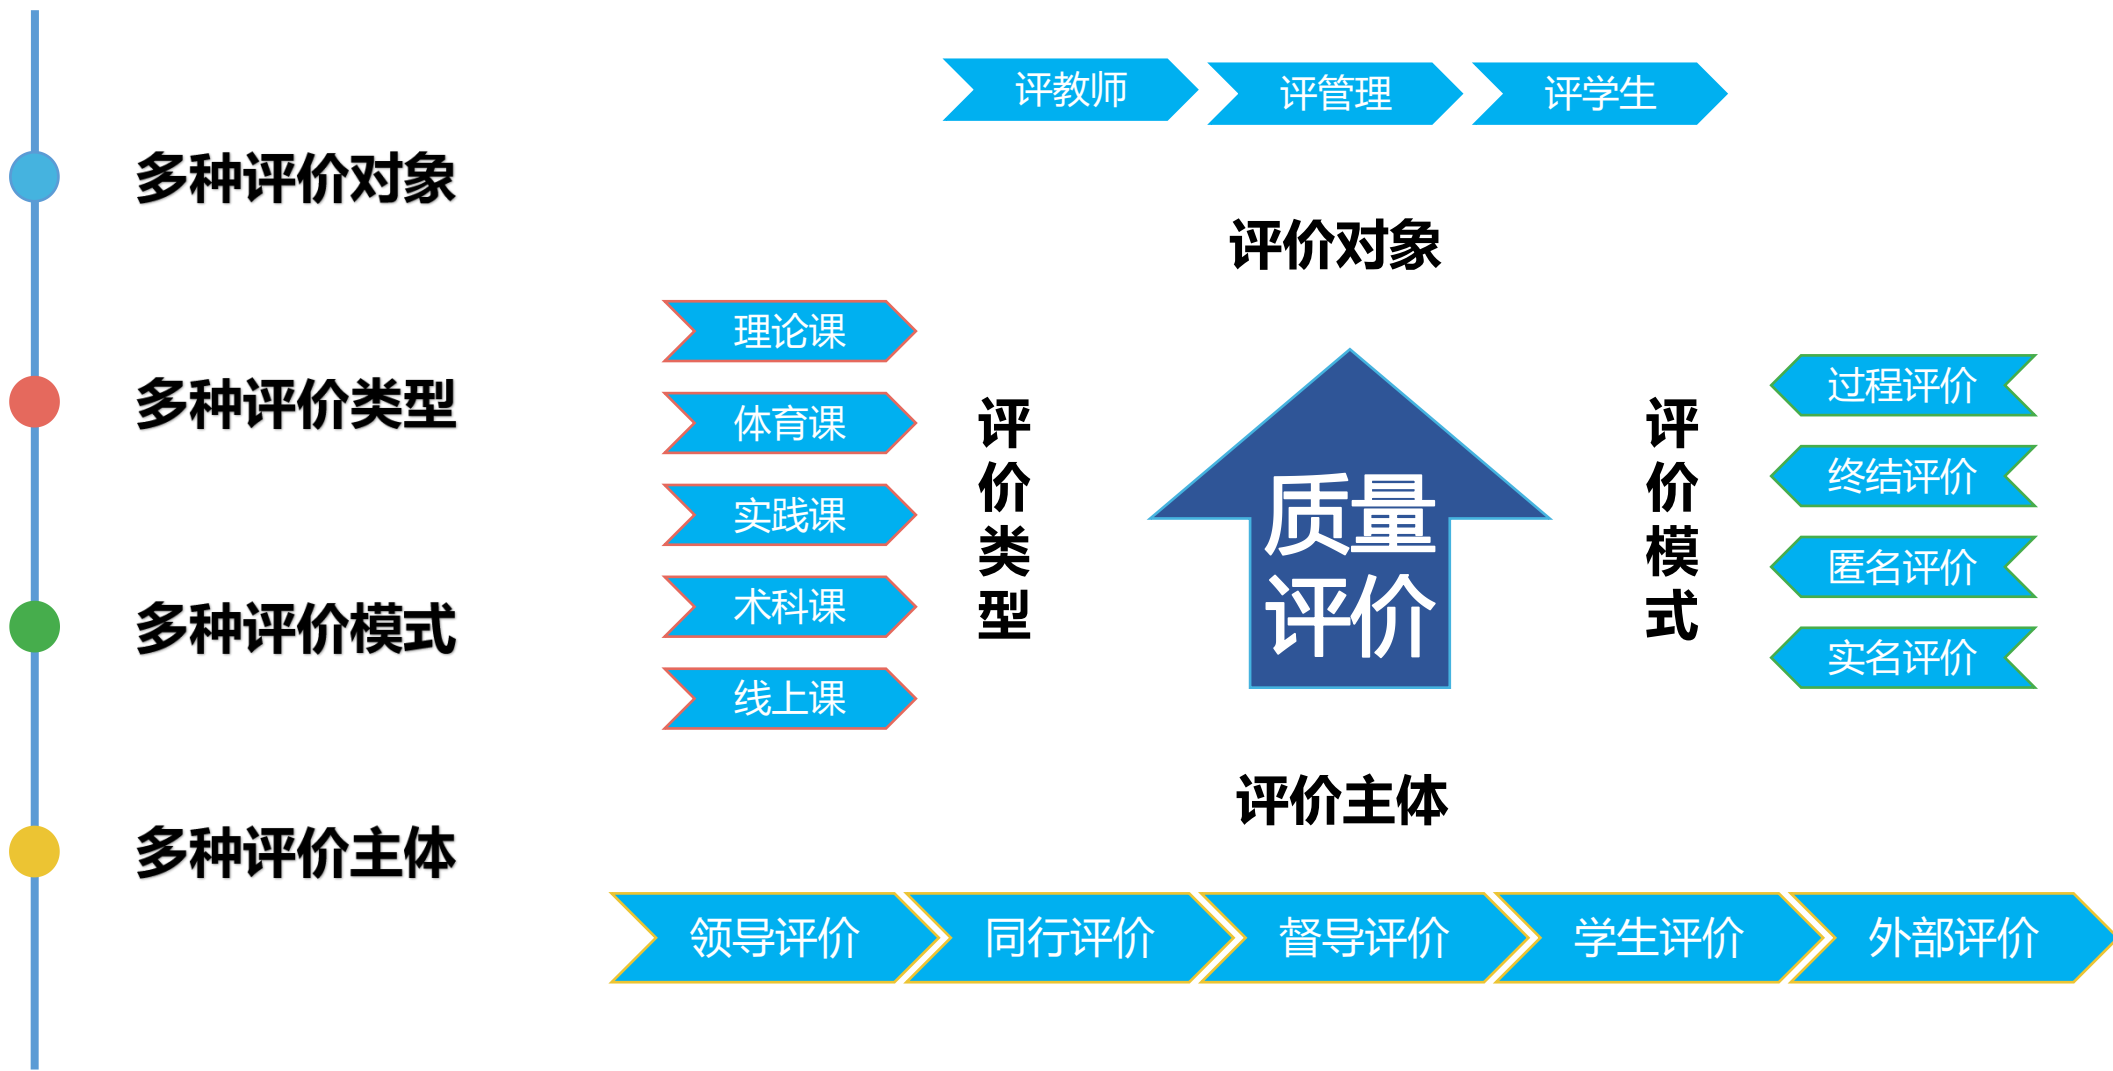 多种评价对象
多种评价类型
多种评价模式
多种评价主体
评教师
评管理
评学生
评价对象
理论课
体育课
实践课
术科课
线上课
评价类型
质量
评价
评价模式
过程评价
终结评价
匿名评价
实名评价
评价主体
领导评价
同行评价
督导评价
学生评价
外部评价